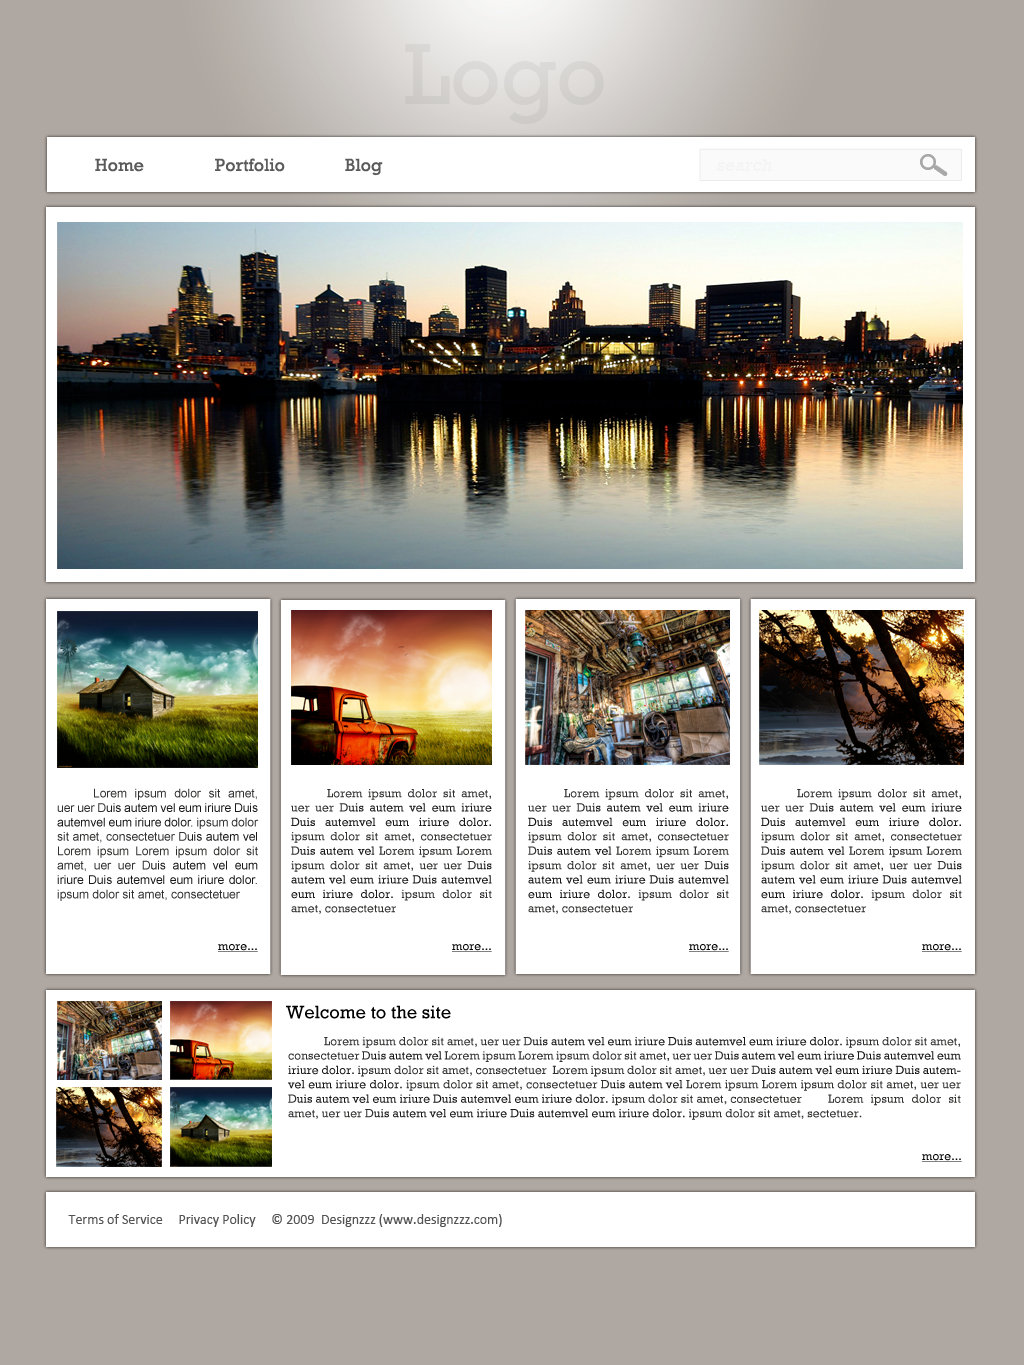 Logo
Home Portfolio Blog
search
Lorem ipsum dolor sit amet,
uer uer Duis autem vel eum iriure Duis
autemvel eum iriure dolor. ipsum dolor
sit amet, consectetuer Duis autem vel
Lorem ipsum Lorem ipsum dolor sit
amet, uer uer Duis autem vel eum
iriure Duis autemvel eum iriure dolor.
ipsum dolor sit amet, consectetuer
more...
Lorem ipsum dolor sit amet,
uer uer Duis autem vel eum iriure
Duis autemvel eum iriure dolor.
ipsum dolor sit amet, consectetuer
Duis autem vel Lorem ipsum Lorem
ipsum dolor sit amet, uer uer Duis
autem vel eum iriure Duis autemvel
eum iriure dolor. ipsum dolor sit
amet, consectetuer
more...
Lorem ipsum dolor sit amet,
uer uer Duis autem vel eum iriure
Duis autemvel eum iriure dolor.
ipsum dolor sit amet, consectetuer
Duis autem vel Lorem ipsum Lorem
ipsum dolor sit amet, uer uer Duis
autem vel eum iriure Duis autemvel
eum iriure dolor. ipsum dolor sit
amet, consectetuer
more...
Lorem ipsum dolor sit amet,
uer uer Duis autem vel eum iriure
Duis autemvel eum iriure dolor.
ipsum dolor sit amet, consectetuer
Duis autem vel Lorem ipsum Lorem
ipsum dolor sit amet, uer uer Duis
autem vel eum iriure Duis autemvel
eum iriure dolor. ipsum dolor sit
amet, consectetuer
more...
Welcome to the site
Lorem ipsum dolor sit amet, uer uer Duis autem vel eum iriure Duis autemvel eum iriure dolor. ipsum dolor sit amet,
consectetuer Duis autem vel Lorem ipsum Lorem ipsum dolor sit amet, uer uer Duis autem vel eum iriure Duis autemvel eum
iriure dolor. ipsum dolor sit amet, consectetuer Lorem ipsum dolor sit amet, uer uer Duis autem vel eum iriure Duis autem-
vel eum iriure dolor. ipsum dolor sit amet, consectetuer Duis autem vel Lorem ipsum Lorem ipsum dolor sit amet, uer uer
Duis autem vel eum iriure Duis autemvel eum iriure dolor. ipsum dolor sit amet, consectetuer Lorem ipsum dolor sit
amet, uer uer Duis autem vel eum iriure Duis autemvel eum iriure dolor. ipsum dolor sit amet, sectetuer.
more...
Terms of Service Privacy Policy © 2009 Designzzz (www.designzzz.com)